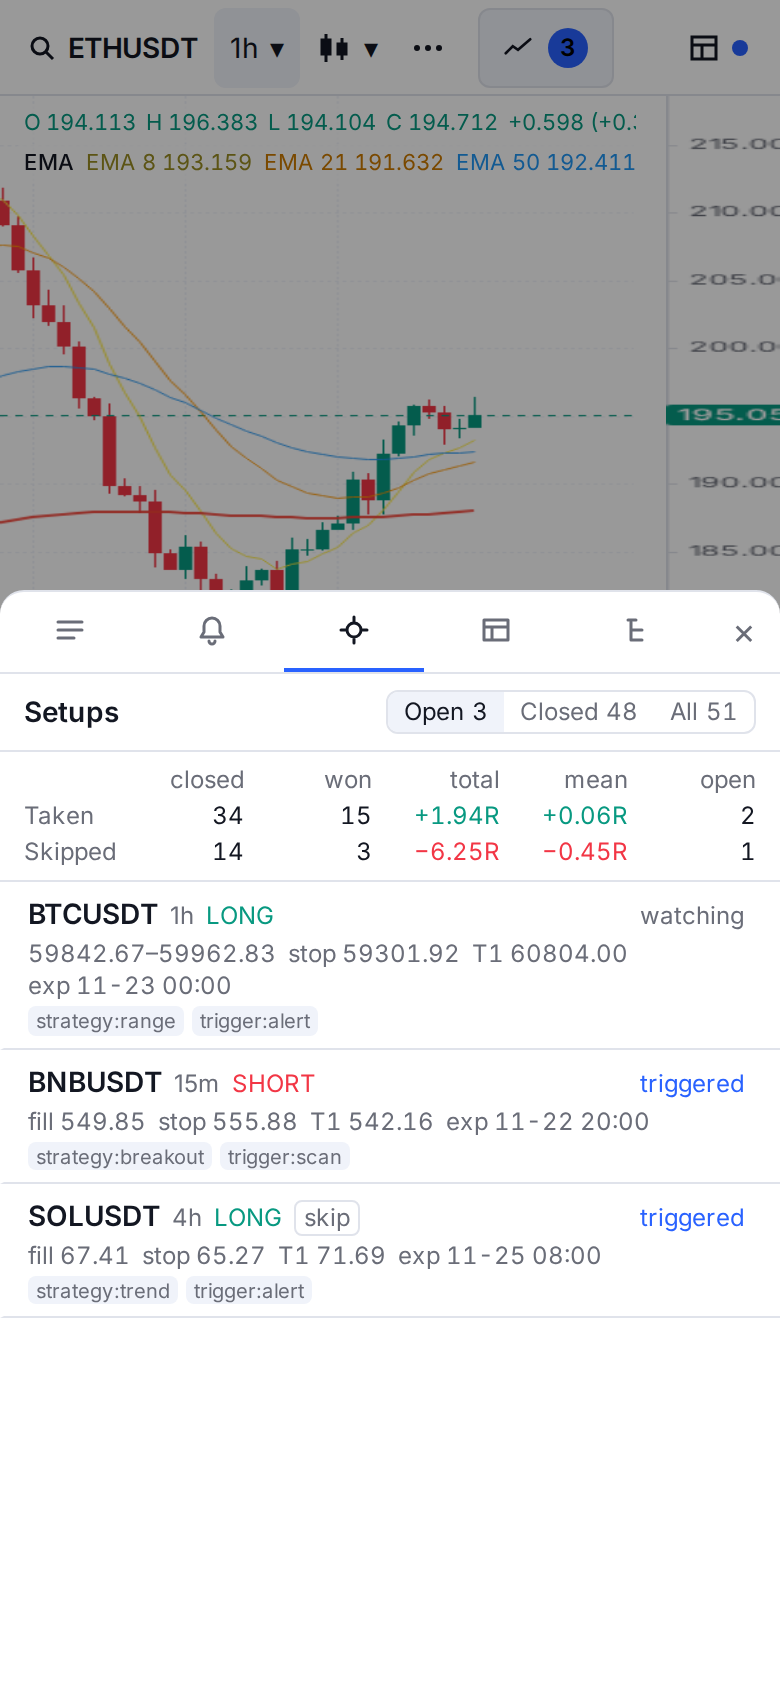 ETHUSDT 1h ▾ ▾ ••• 3
O 194.113 H 196.383 L 194.104 C 194.712 +0.598
EMA EMA 8 193.159 EMA 21 191.632 EMA 50 192.411
215.00
210.00
205.0
200.0
195.05
190.00
185.00
×
Setups Open 3 Closed 48 All 51
closed won total mean open
Taken 34 15 +1.94R +0.06R 2
Skipped 14 3 −6.25R −0.45R 1
BTCUSDT 1h LONG watching
59842.67–59962.83 stop 59301.92 T1 60804.00
exp 11-23 00:00
strategy:range trigger:alert
BNBUSDT 15m SHORT triggered
fill 549.85 stop 555.88 T1 542.16 exp 11-22 20:00
strategy:breakout trigger:scan
SOLUSDT 4h LONG skip triggered
fill 67.41 stop 65.27 T1 71.69 exp 11-25 08:00
strategy:trend trigger:alert